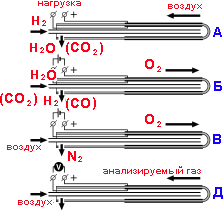 нагрузка
+
воздух
H₂
А
H₂O (CO₂)
H₂O
O₂
(CO₂)
Б
H₂ (CO)
+
O₂
воздух
В
N₂
V
анализируемый газ
воздух
Д